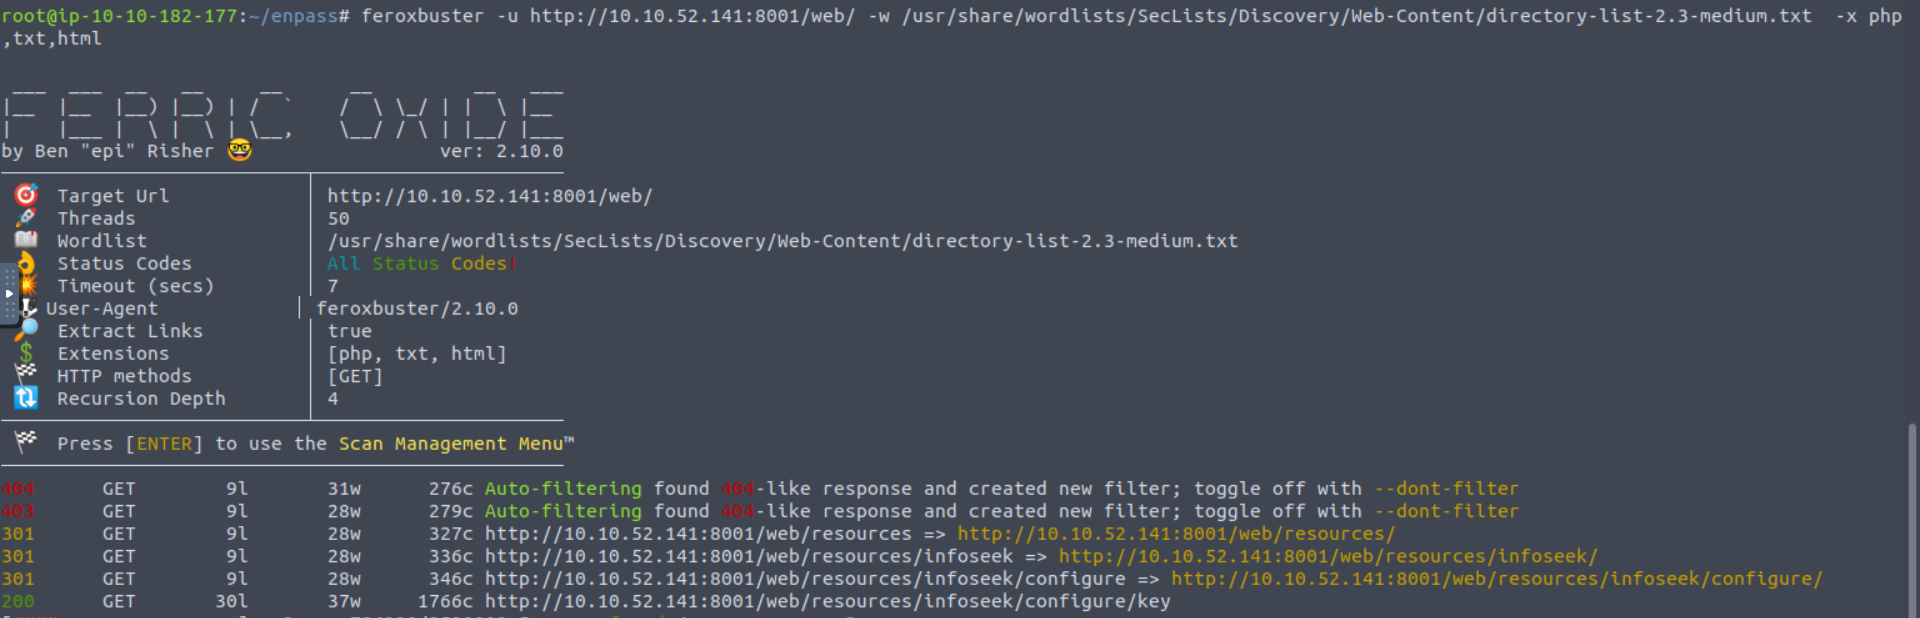 root@ip-10-10-182-177:~/enpass# feroxbuster -u http://10.10.52.141:8001/web/ -w /usr/share/wordlists/SecLists/Discovery/Web-Content/directory-list-2.3-medium.txt  -x php
,txt,html
FERRIC OXIDE
by Ben "epi" Risher 🤓 ver: 2.10.0
🎯 Target Url │ http://10.10.52.141:8001/web/
🚀 Threads │ 50
📖 Wordlist │ /usr/share/wordlists/SecLists/Discovery/Web-Content/directory-list-2.3-medium.txt
👌 Status Codes │ All Status Codes!
💥 Timeout (secs) │ 7
User-Agent │ feroxbuster/2.10.0
🔎 Extract Links │ true
💲 Extensions │ [php, txt, html]
🏁 HTTP methods │ [GET]
🔃 Recursion Depth │ 4
🏁 Press [ENTER] to use the Scan Management Menu™
404 GET 9l 31w 276c Auto-filtering found 404-like response and created new filter; toggle off with --dont-filter
403 GET 9l 28w 279c Auto-filtering found 404-like response and created new filter; toggle off with --dont-filter
301 GET 9l 28w 327c http://10.10.52.141:8001/web/resources => http://10.10.52.141:8001/web/resources/
301 GET 9l 28w 336c http://10.10.52.141:8001/web/resources/infoseek => http://10.10.52.141:8001/web/resources/infoseek/
301 GET 9l 28w 346c http://10.10.52.141:8001/web/resources/infoseek/configure => http://10.10.52.141:8001/web/resources/infoseek/configure/
200 GET 30l 37w 1766c http://10.10.52.141:8001/web/resources/infoseek/configure/key